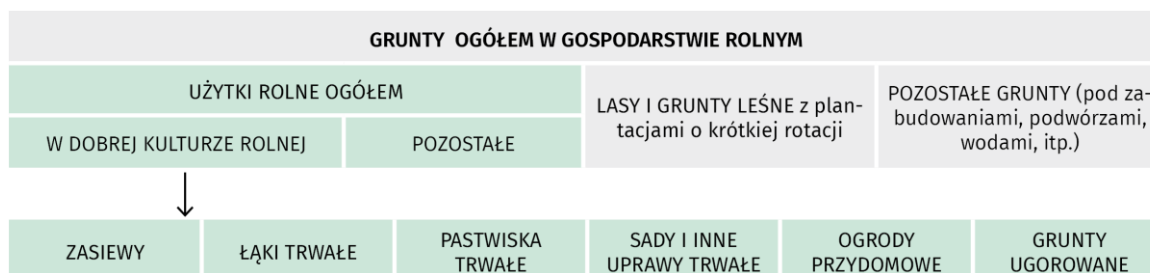 GRUNTY OGÓŁEM W GOSPODARSTWIE ROLNYM
UŻYTKI ROLNE OGÓŁEM
W DOBREJ KULTURZE ROLNEJ
POZOSTAŁE
LASY I GRUNTY LEŚNE z plan-
tacjami o krótkiej rotacji
POZOSTAŁE GRUNTY (pod za-
budowaniami, podwórzami,
wodami, itp.)
ZASIEWY
ŁĄKI TRWAŁE
PASTWISKA
TRWAŁE
SADY I INNE
UPRAWY TRWAŁE
OGRODY
PRZYDOMOWE
GRUNTY
UGOROWANE